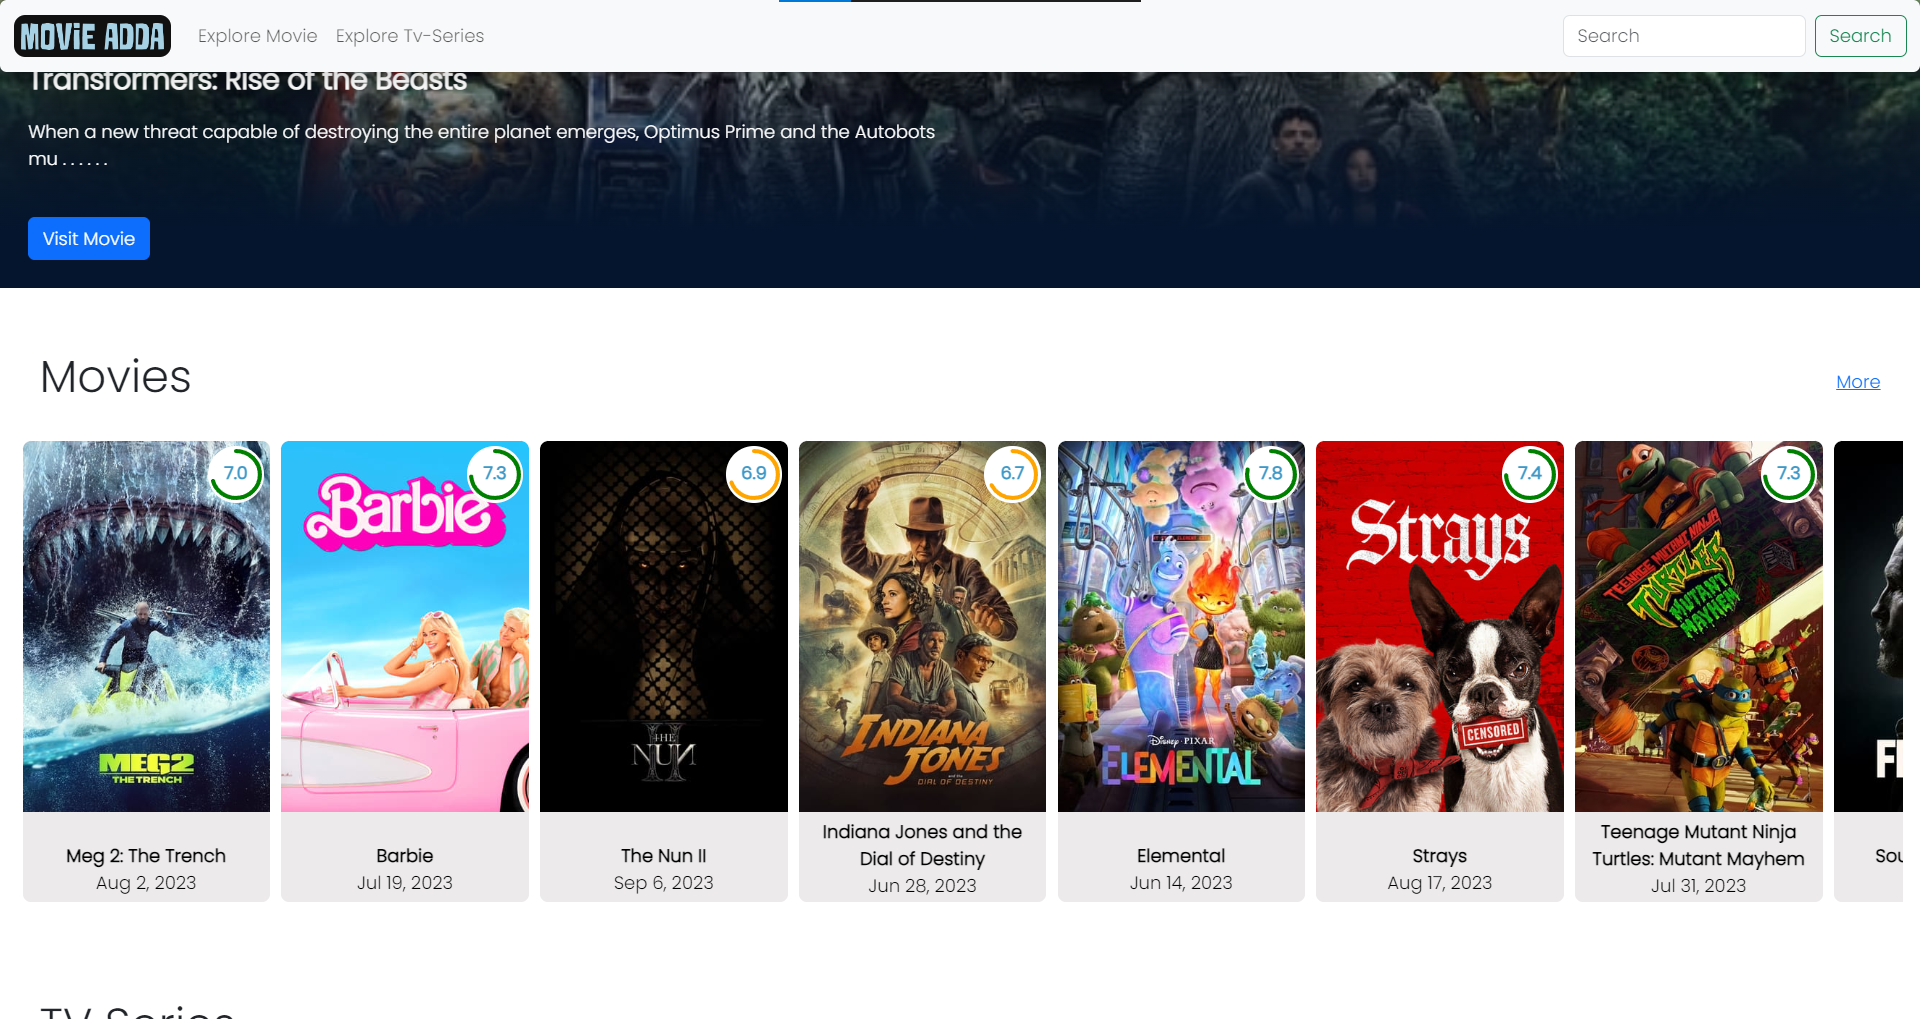 MOViE ADDA
Explore Movie
Explore Tv-Series
Search
Search
Transformers: Rise of the Beasts
When a new threat capable of destroying the entire planet emerges, Optimus Prime and the Autobots
mu . . . . . .
Visit Movie
Movies
More
7.0
MEG2
THE TRENCH
Meg 2: The Trench
Aug 2, 2023
7.3
Barbie
Barbie
Jul 19, 2023
6.9
THE
NUN
II
The Nun II
Sep 6, 2023
6.7
INDIANA
JONES
and the
DIAL OF DESTINY
Indiana Jones and the
Dial of Destiny
Jun 28, 2023
7.8
Disney · PIXAR
ELEMENTAL
Elemental
Jun 14, 2023
7.4
Strays
CENSORED
Strays
Aug 17, 2023
7.3
TEENAGE MUTANT NINJA
TURTLES
MUTANT
MAYHEM
Teenage Mutant Ninja
Turtles: Mutant Mayhem
Jul 31, 2023
F
Sou
TV Series